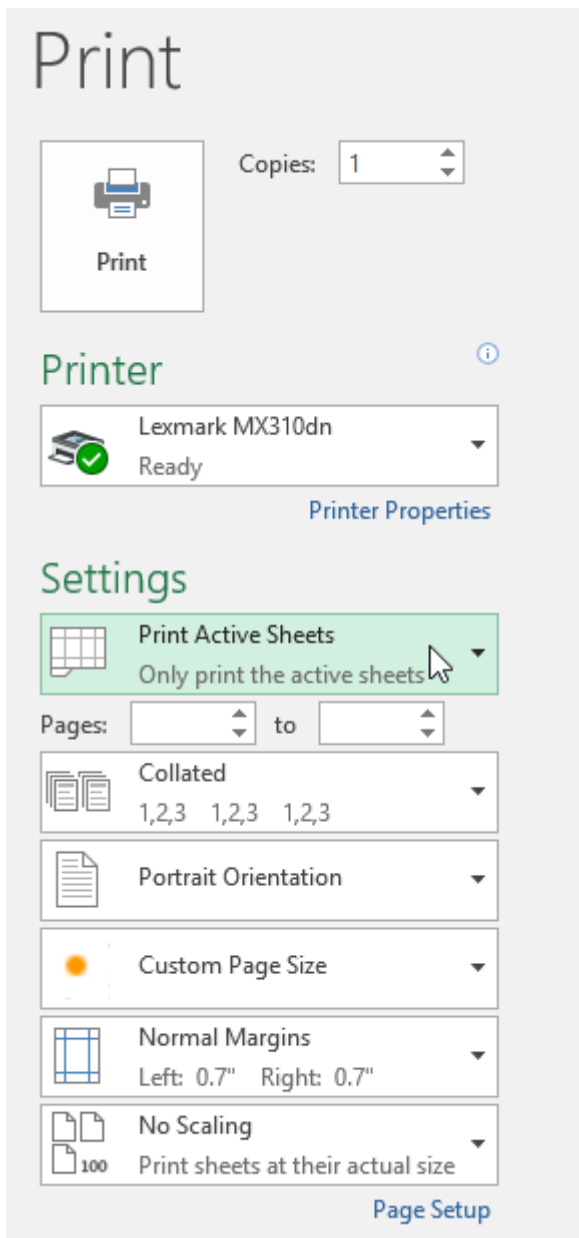 Print
Copies: 1
Print
Printer
Lexmark MX310dn
Ready
Printer Properties
Settings
Print Active Sheets
Only print the active sheets
Pages: to
Collated
1,2,3 1,2,3 1,2,3
Portrait Orientation
Custom Page Size
Normal Margins
Left: 0.7" Right: 0.7"
No Scaling
100
Print sheets at their actual size
Page Setup